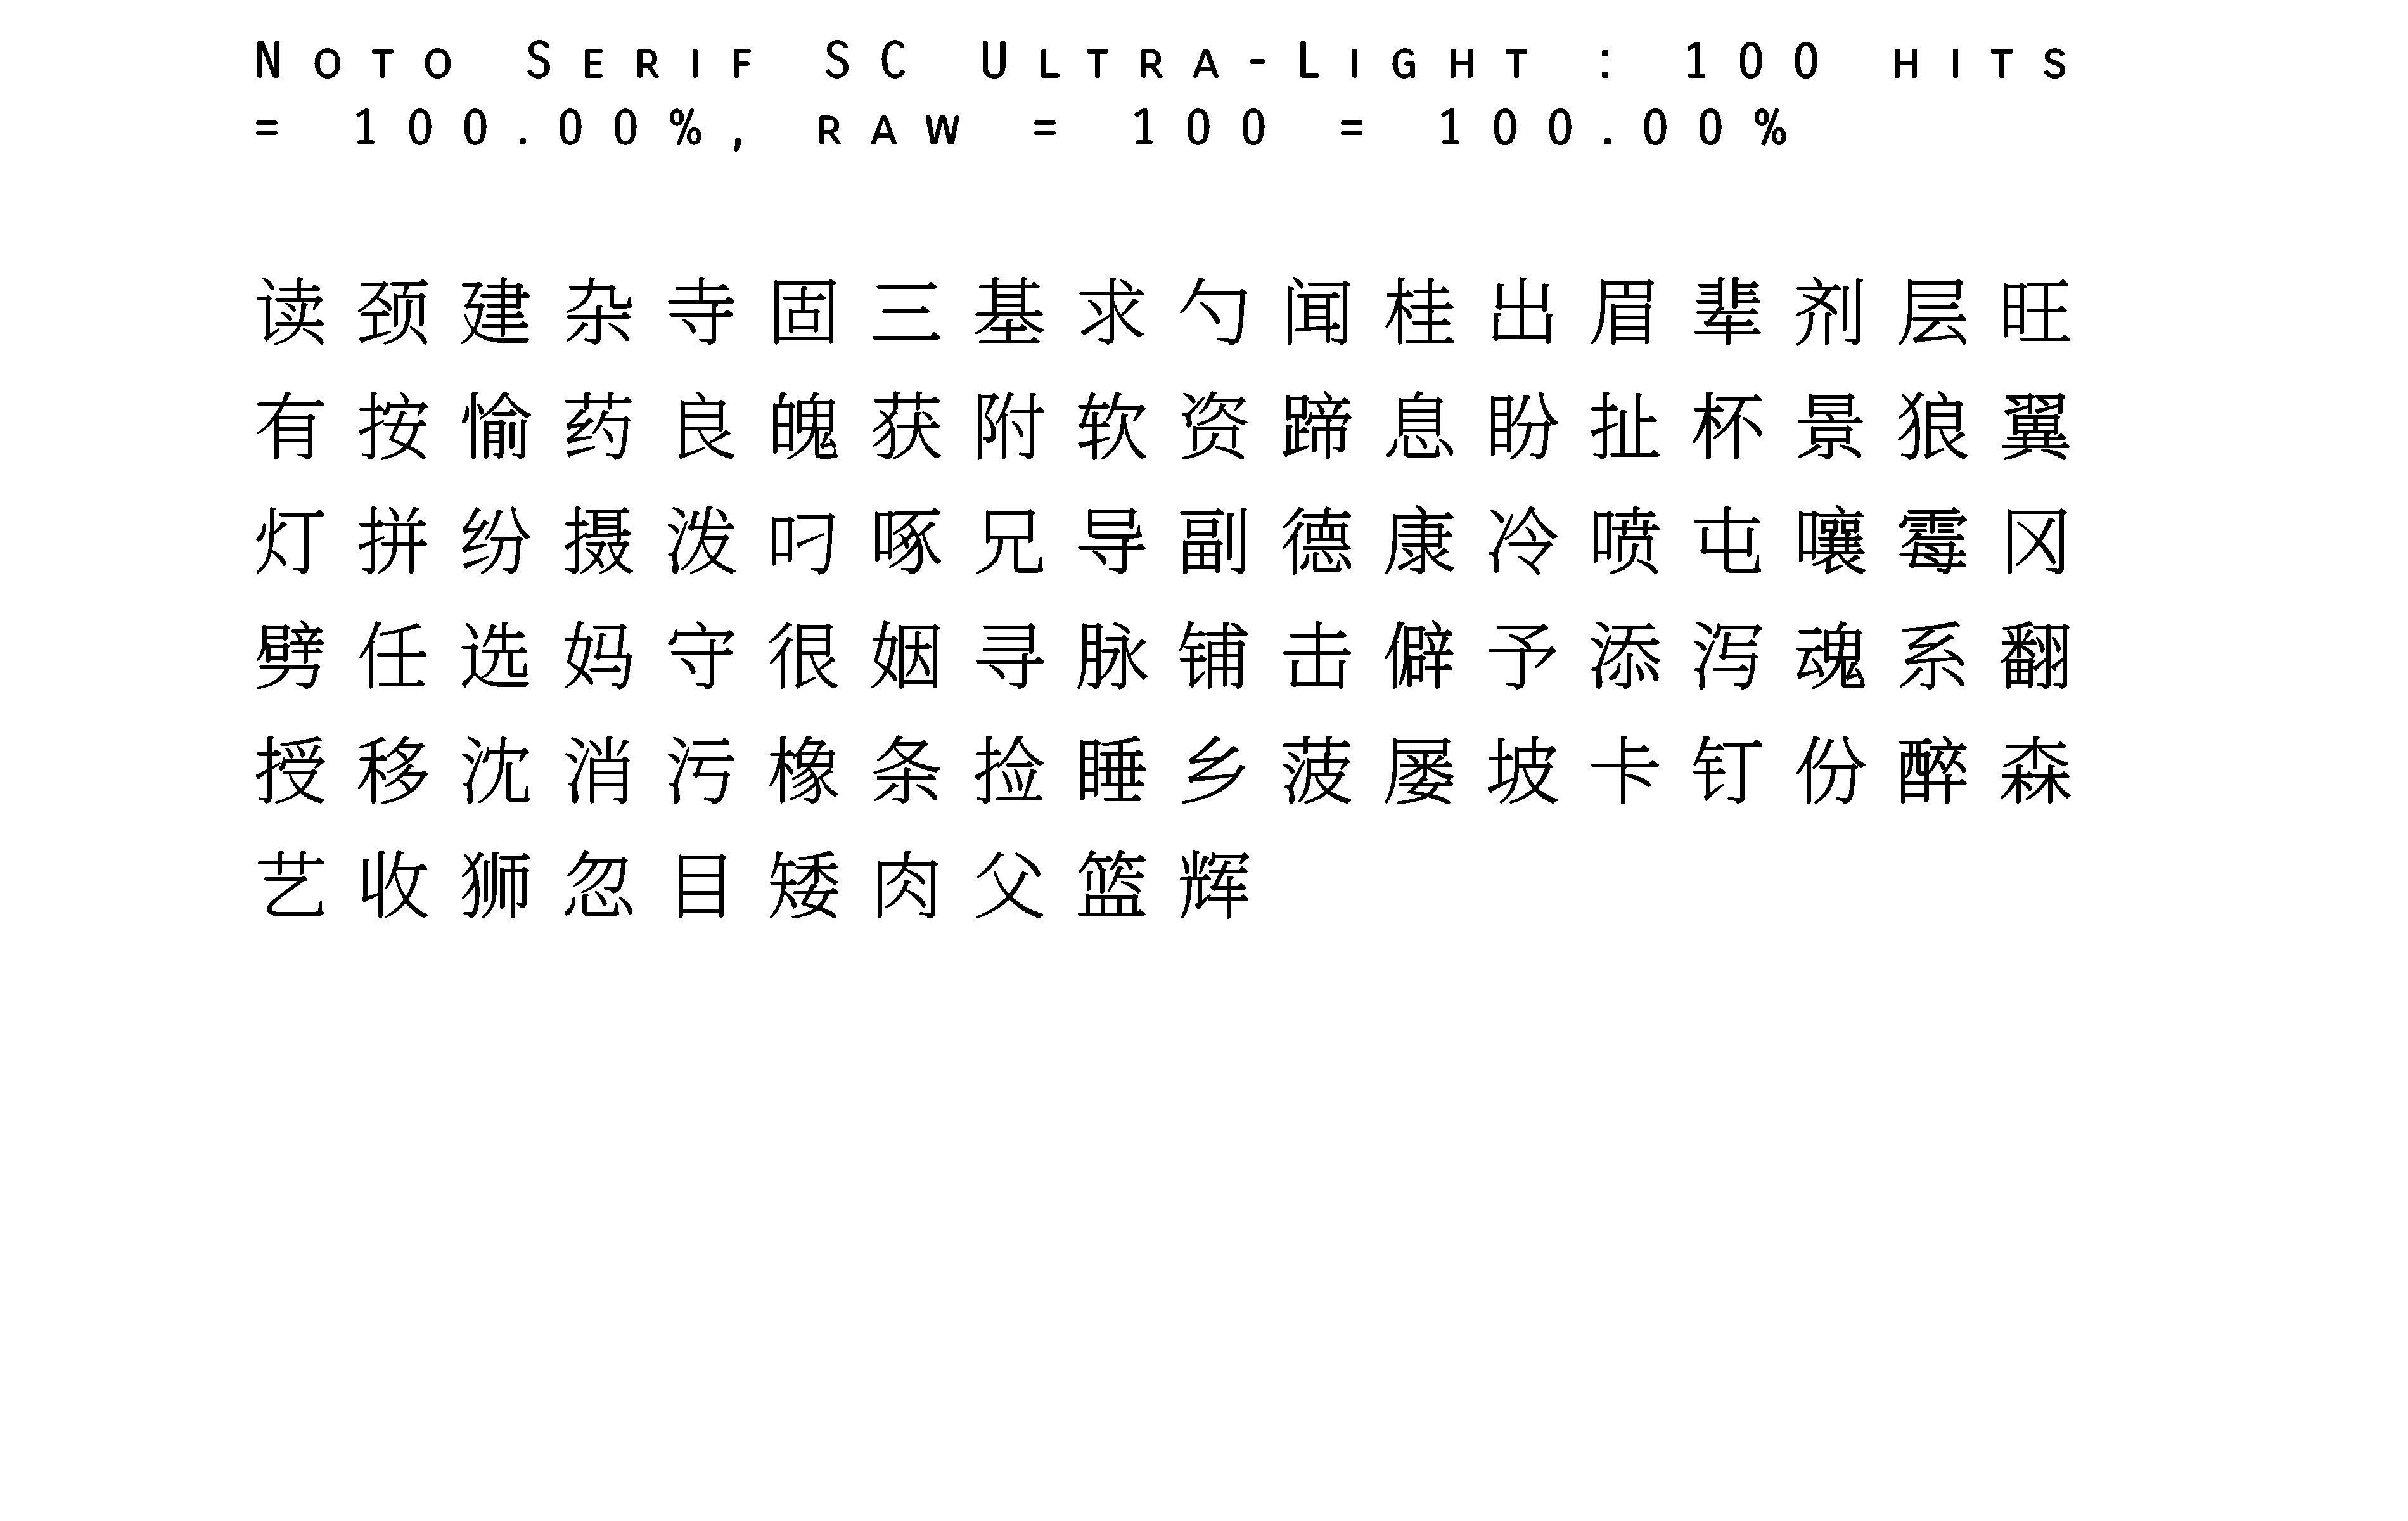 Noto Serif SC Ultra-Light : 100 hits
= 100.00%, raw = 100 = 100.00%
读颈建杂寺固三基求勺闻桂出眉辈剂层旺
有按愉药良魄获附软资蹄息盼扯杯景狼翼
灯拼纷摄泼叼啄兄导副德康冷喷屯嚷霉冈
劈任选妈守很姻寻脉铺击僻予添泻魂系翻
授移沈消污橡条捡睡乡菠屡坡卡钉份醉森
艺收狮忽目矮肉父篮辉